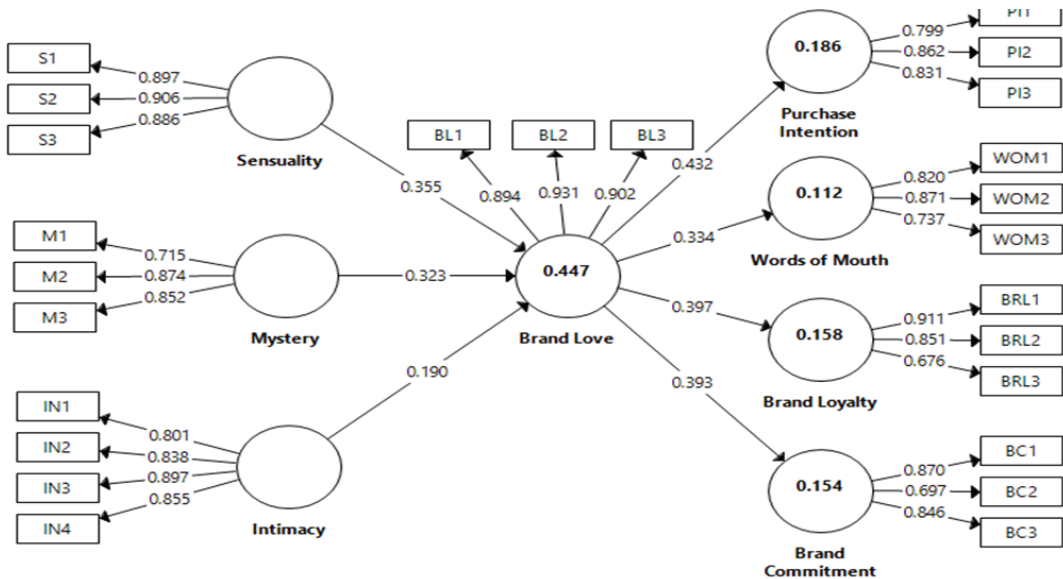 S1
S2
S3
0.897
0.906
0.886
Sensuality
0.355
M1
M2
M3
0.715
0.874
0.852
Mystery
0.323
IN1
IN2
IN3
IN4
0.801
0.838
0.897
0.855
Intimacy
0.190
BL1
BL2
BL3
0.894
0.931
0.902
0.447
Brand Love
0.432
0.334
0.397
0.393
0.186
Purchase
Intention
0.799
0.862
0.831
PI1
PI2
PI3
0.112
Words of Mouth
0.820
0.871
0.737
WOM1
WOM2
WOM3
0.158
Brand Loyalty
0.911
0.851
0.676
BRL1
BRL2
BRL3
0.154
Brand
Commitment
0.870
0.697
0.846
BC1
BC2
BC3